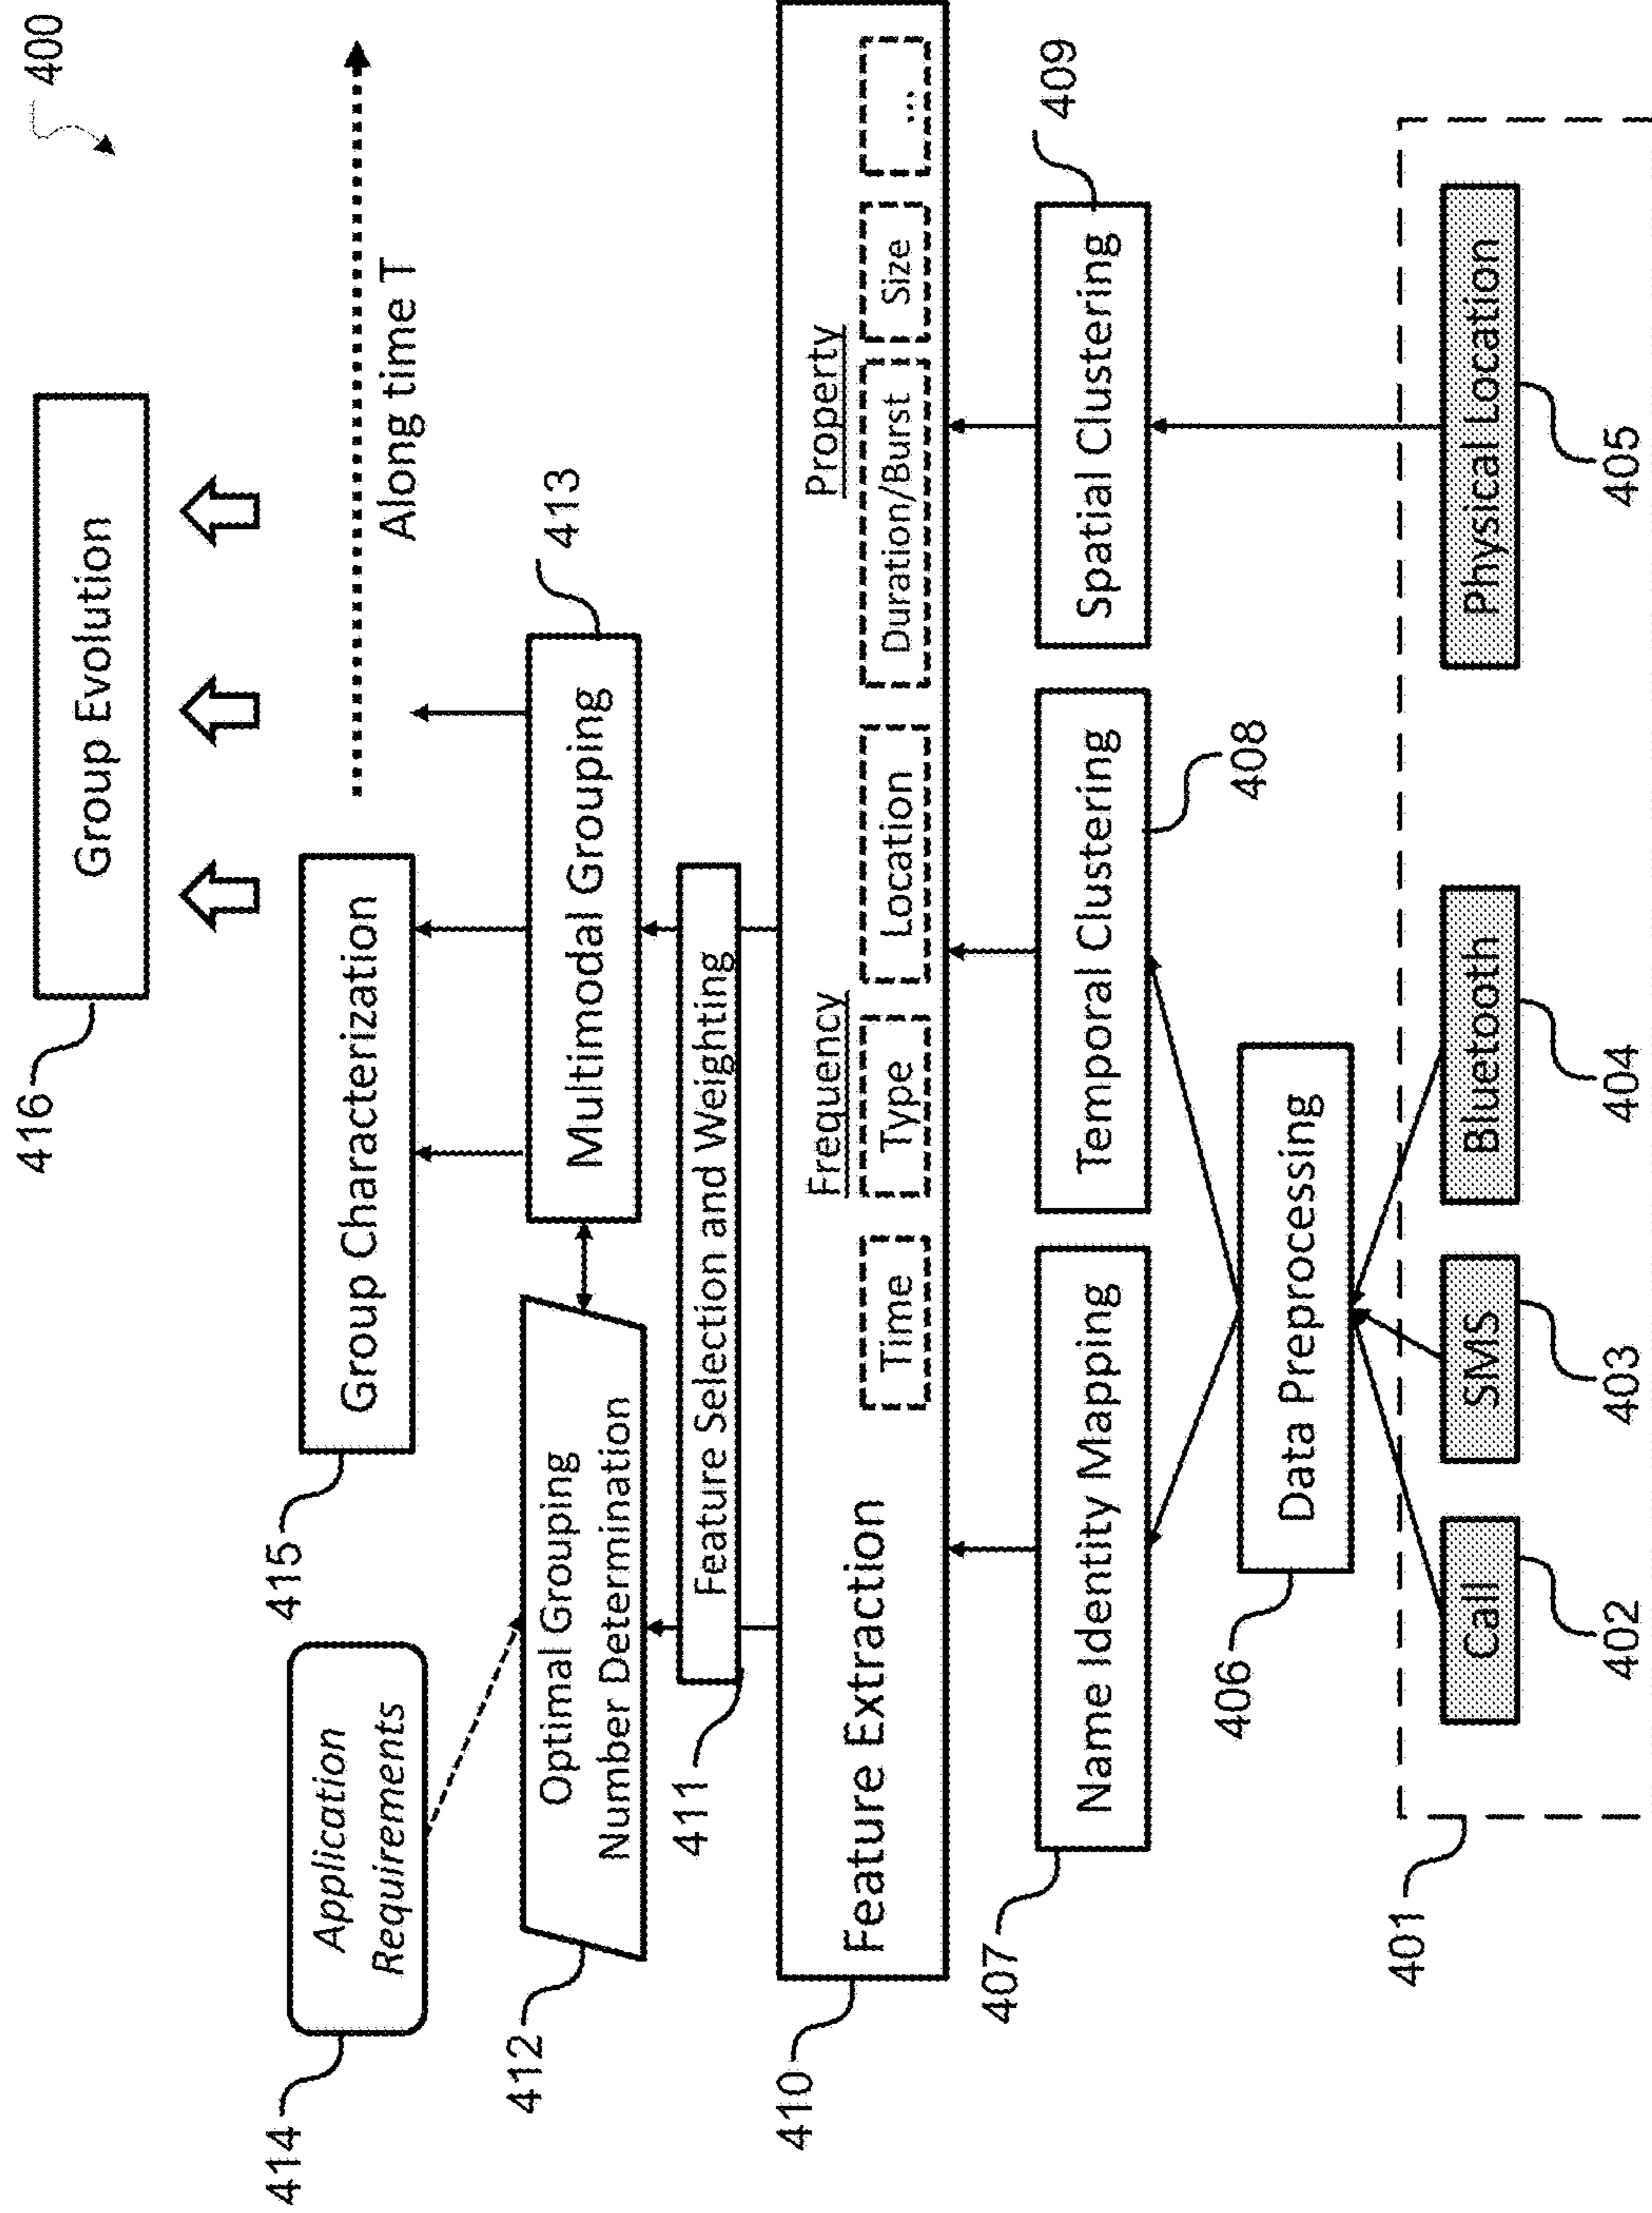 400
416
Group Evolution
414
Application
Requirements
415
Group Characterization
Along time T
412
Optimal Grouping
Number Determination
Multimodal Grouping
413
411
Feature Selection and Weighting
410
Feature Extraction
Frequency
Property
Time
Type
Location
Duration/Burst
Size
...
407
Name Identity Mapping
Temporal Clustering
408
Spatial Clustering
409
406
Data Preprocessing
401
Call
SMS
Bluetooth
Physical Location
402
403
404
405